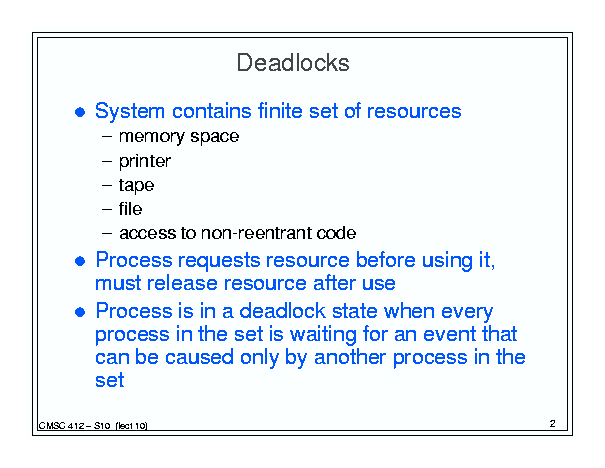 Deadlocks
● System contains finite set of resources
– memory space
– printer
– tape
– file
– access to non-reentrant code
● Process requests resource before using it,
must release resource after use
● Process is in a deadlock state when every
process in the set is waiting for an event that
can be caused only by another process in the
set
CMSC 412 – S10 (lect 10)
2